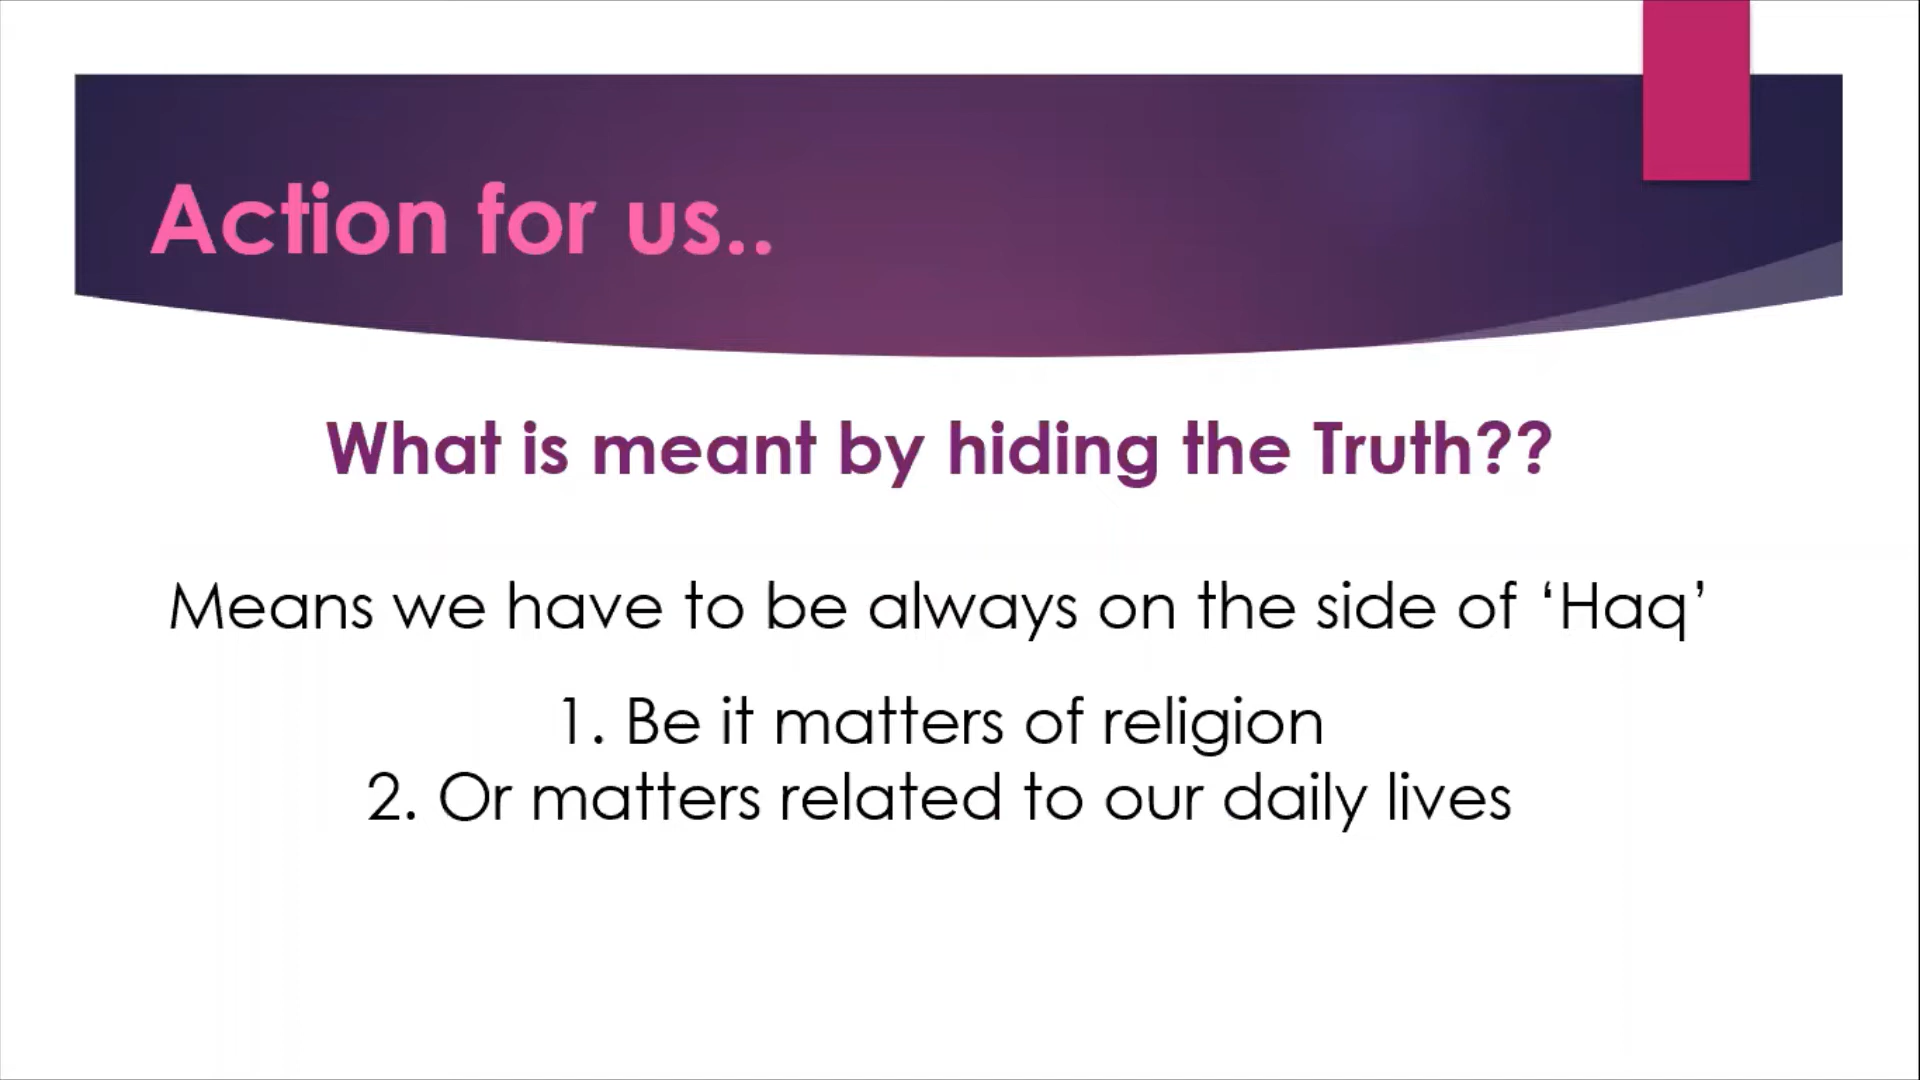 Action for us..
What is meant by hiding the Truth??
Means we have to be always on the side of ‘Haq’
1. Be it matters of religion
2. Or matters related to our daily lives